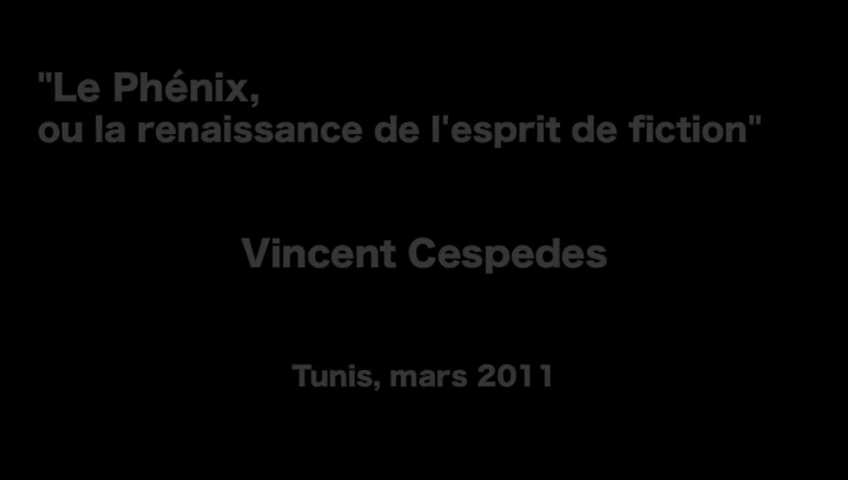 "Le Phénix,
ou la renaissance de l'esprit de fiction"
Vincent Cespedes
Tunis, mars 2011